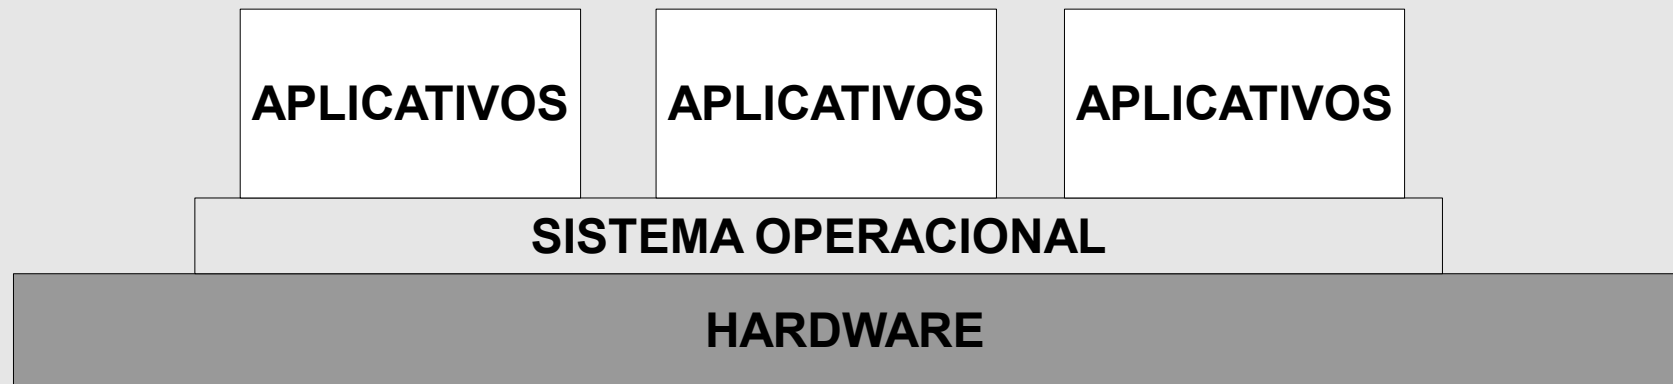 APLICATIVOS APLICATIVOS APLICATIVOS
SISTEMA OPERACIONAL
HARDWARE